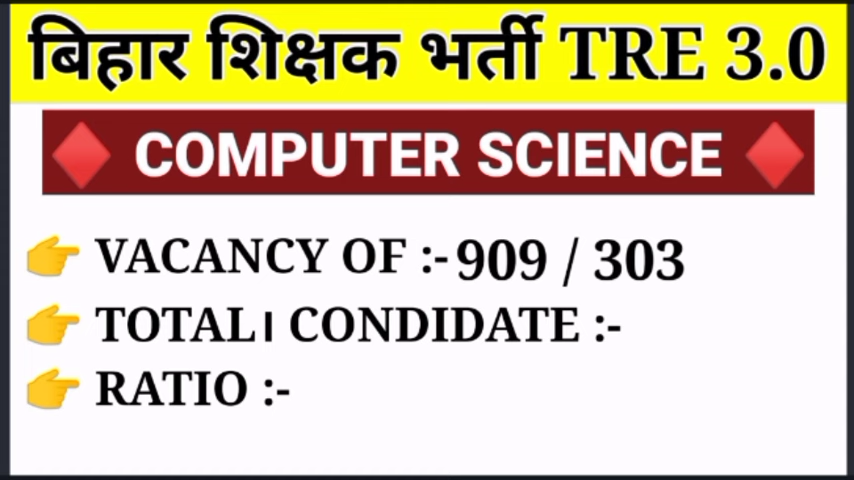 बिहार शिक्षक भर्ती TRE 3.0
COMPUTER SCIENCE
VACANCY OF :- 909 / 303
TOTAL। CONDIDATE :-
RATIO :-